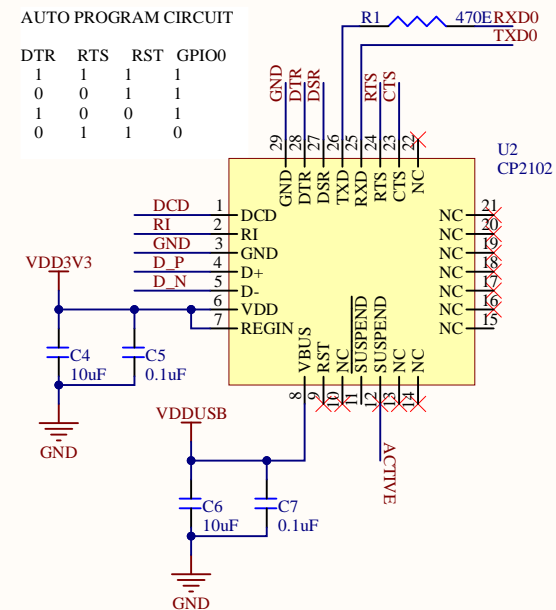 AUTO PROGRAM CIRCUIT
DTR RTS RST GPIO0
1 1 1 1
0 0 1 1
1 0 0 1
0 1 1 0
R1 470E RXD0
TXD0
GND DTR DSR RTS CTS
29 28 27 26 25 24 23 22
GND DTR DSR TXD RXD RTS CTS NC
U2
CP2102
DCD 1 DCD
RI 2 RI
GND 3 GND
D_P 4 D+
D_N 5 D-
6 VDD
7 REGIN
NC 21
NC 20
NC 19
NC 18
NC 17
NC 16
NC 15
VBUS RST NC SUSPEND SUSPEND NC NC
8 9 10 11 12 13 14
VDD3V3
C4
10uF
C5
0.1uF
GND
VDDUSB
ACTIVE
C6
10uF
C7
0.1uF
GND